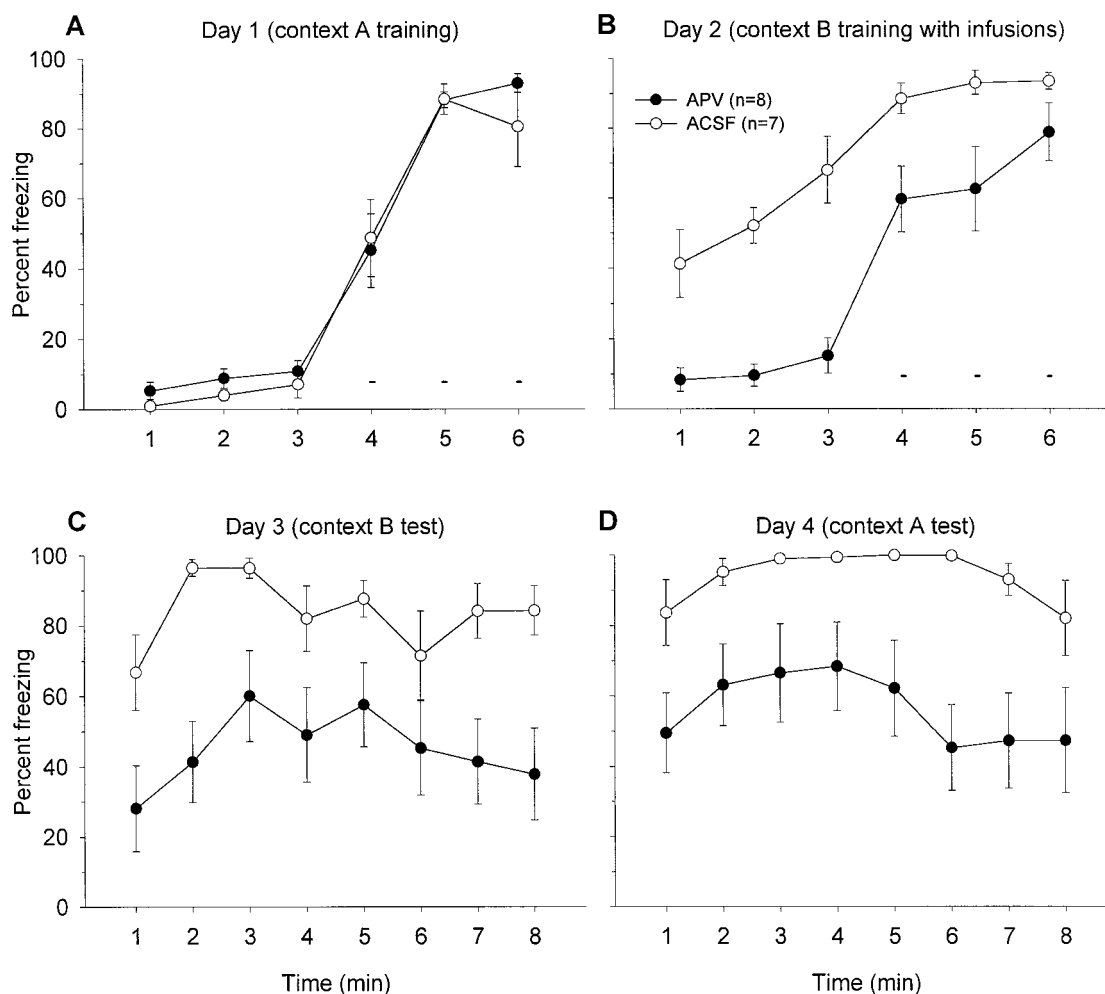 A Day 1 (context A training)
B Day 2 (context B training with infusions)
Percent freezing
100
80
60
40
20
0
1 2 3 4 5 6
APV (n=8)
ACSF (n=7)
1 2 3 4 5 6
C Day 3 (context B test)
D Day 4 (context A test)
Percent freezing
100
80
60
40
20
0
1 2 3 4 5 6 7 8
1 2 3 4 5 6 7 8
Time (min)
Time (min)